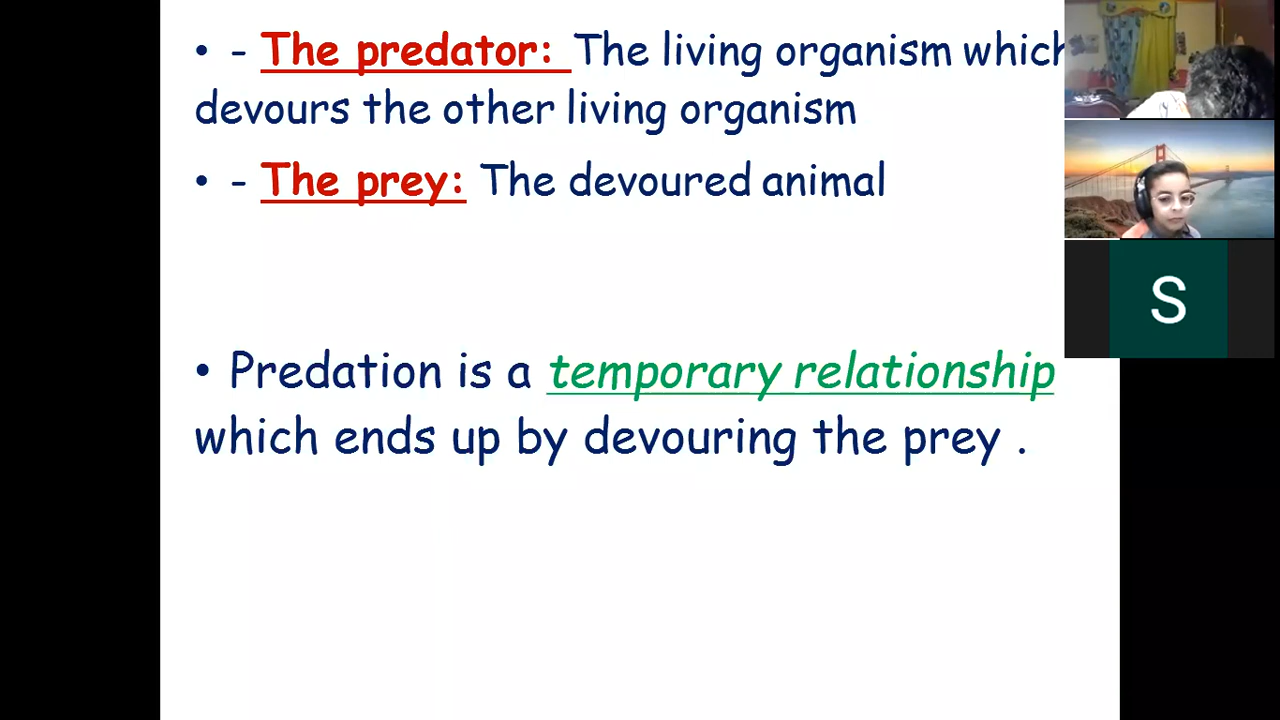 • - The predator: The living organism which
devours the other living organism
• - The prey: The devoured animal
• Predation is a temporary relationship
which ends up by devouring the prey .
S